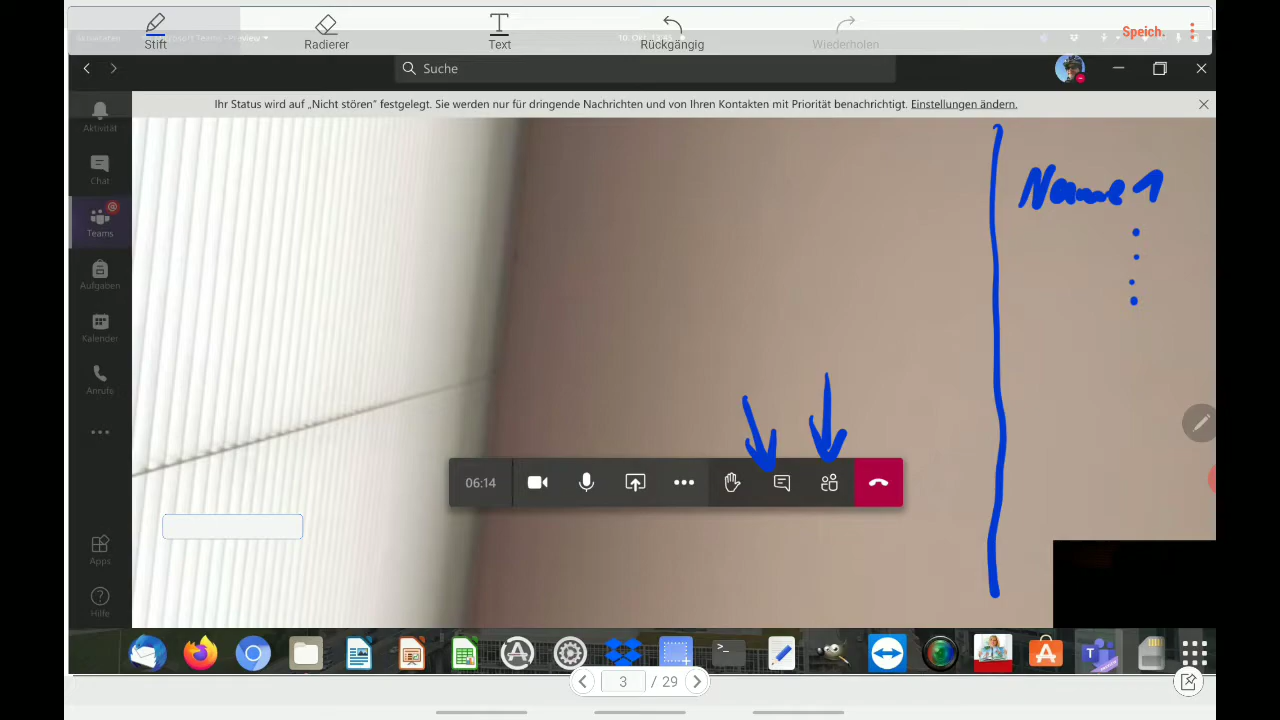 Stift
Radierer
Text
Rückgängig
Wiederholen
Speich.
Suche
Ihr Status wird auf „Nicht stören" festgelegt. Sie werden nur für dringende Nachrichten und von Ihren Kontakten mit Priorität benachrichtigt. Einstellungen ändern.
Aktivität
Chat
Teams
Aufgaben
Kalender
Anrufe
Apps
Hilfe
Name 1
06:14
3 / 29